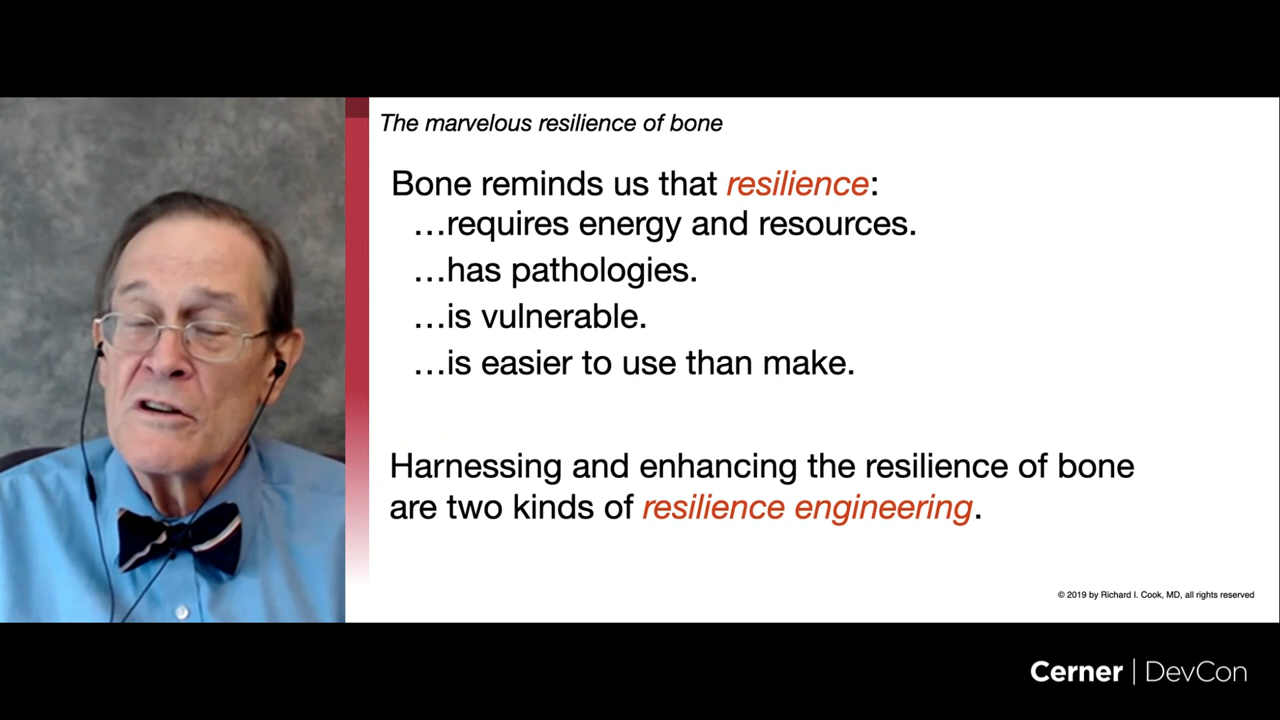 The marvelous resilience of bone
Bone reminds us that resilience:
…requires energy and resources.
…has pathologies.
…is vulnerable.
…is easier to use than make.
Harnessing and enhancing the resilience of bone
are two kinds of resilience engineering.
© 2019 by Richard I. Cook, MD, all rights reserved
Cerner | DevCon